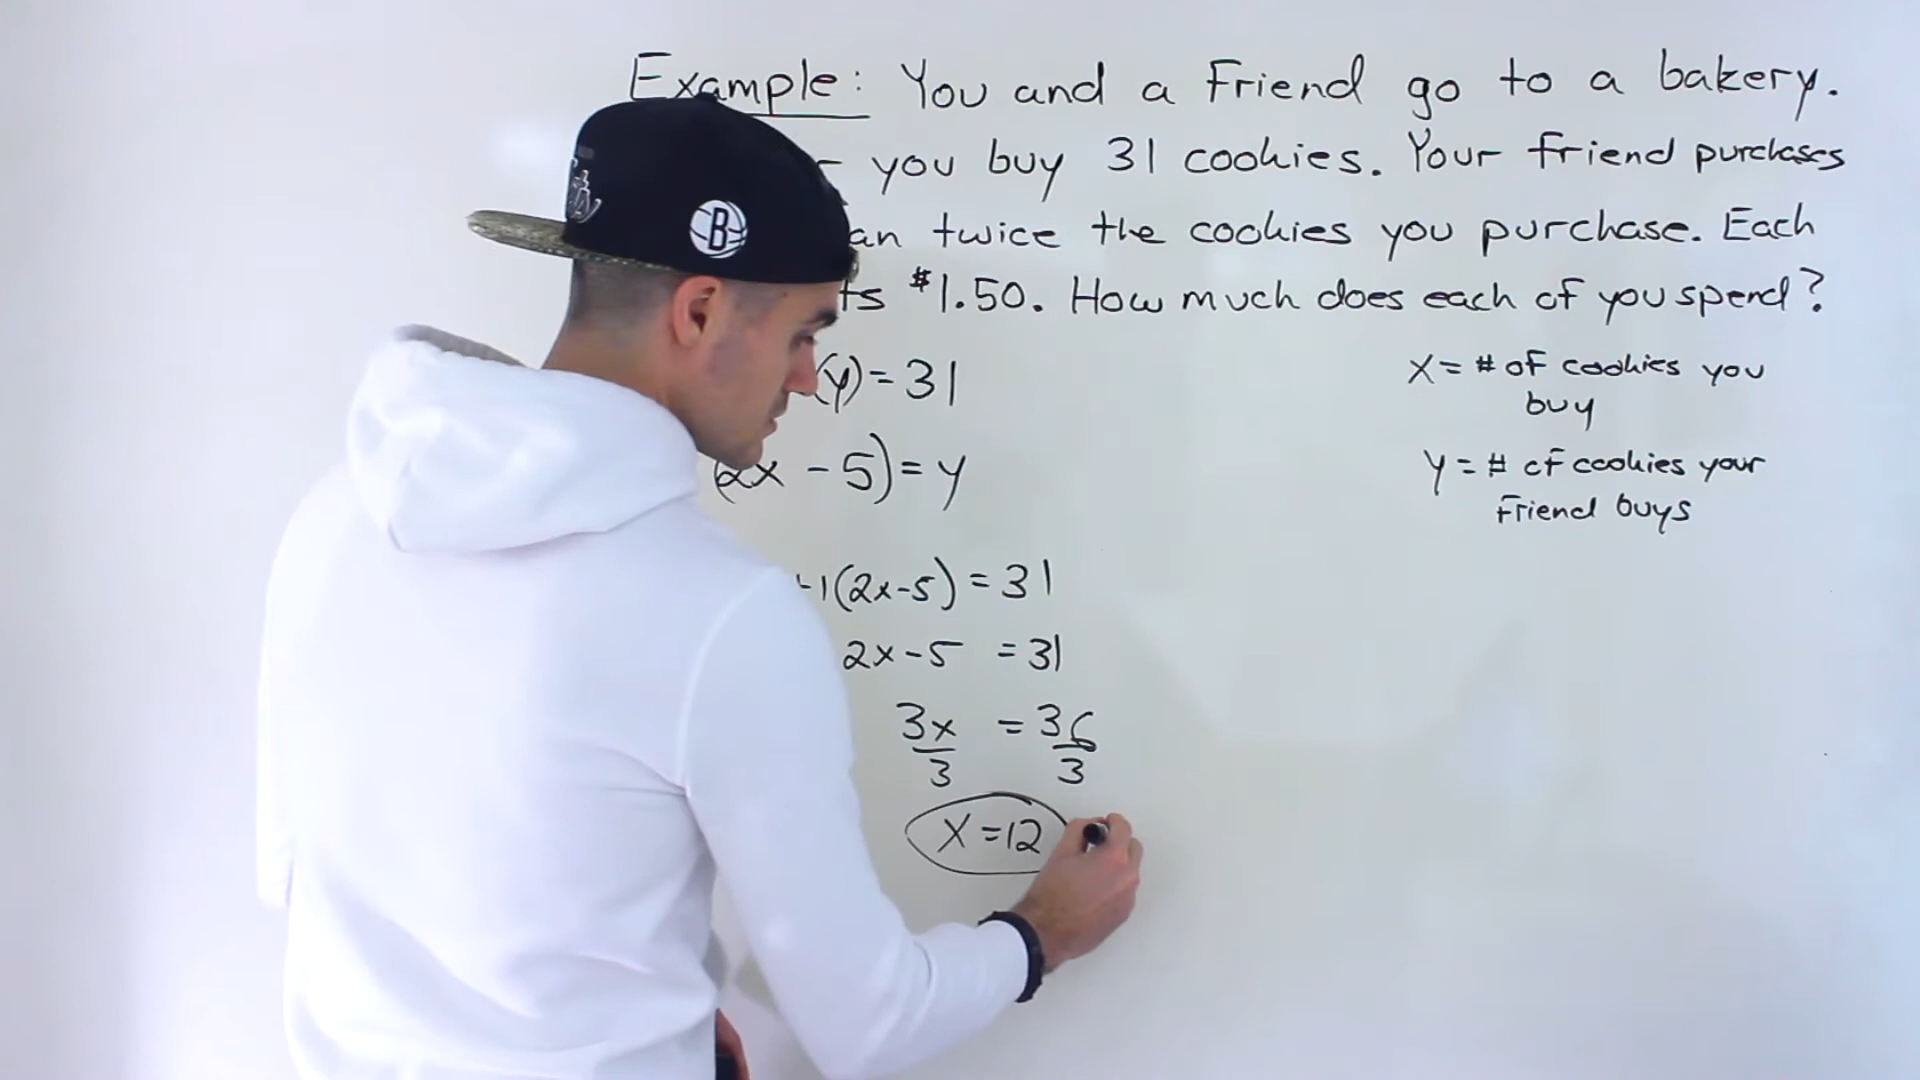 Example: You and a Friend go to a bakery.
you buy 31 cookies. Your friend purchases
an twice the cookies you purchase. Each
ts $1.50. How much does each of you spend?
(y) = 31
(2x - 5) = y
x = # of cookies you
buy
y = # of cookies your
Friend buys
+1(2x-5) = 31
2x-5 = 31
3x = 36
3 3
x = 12
B